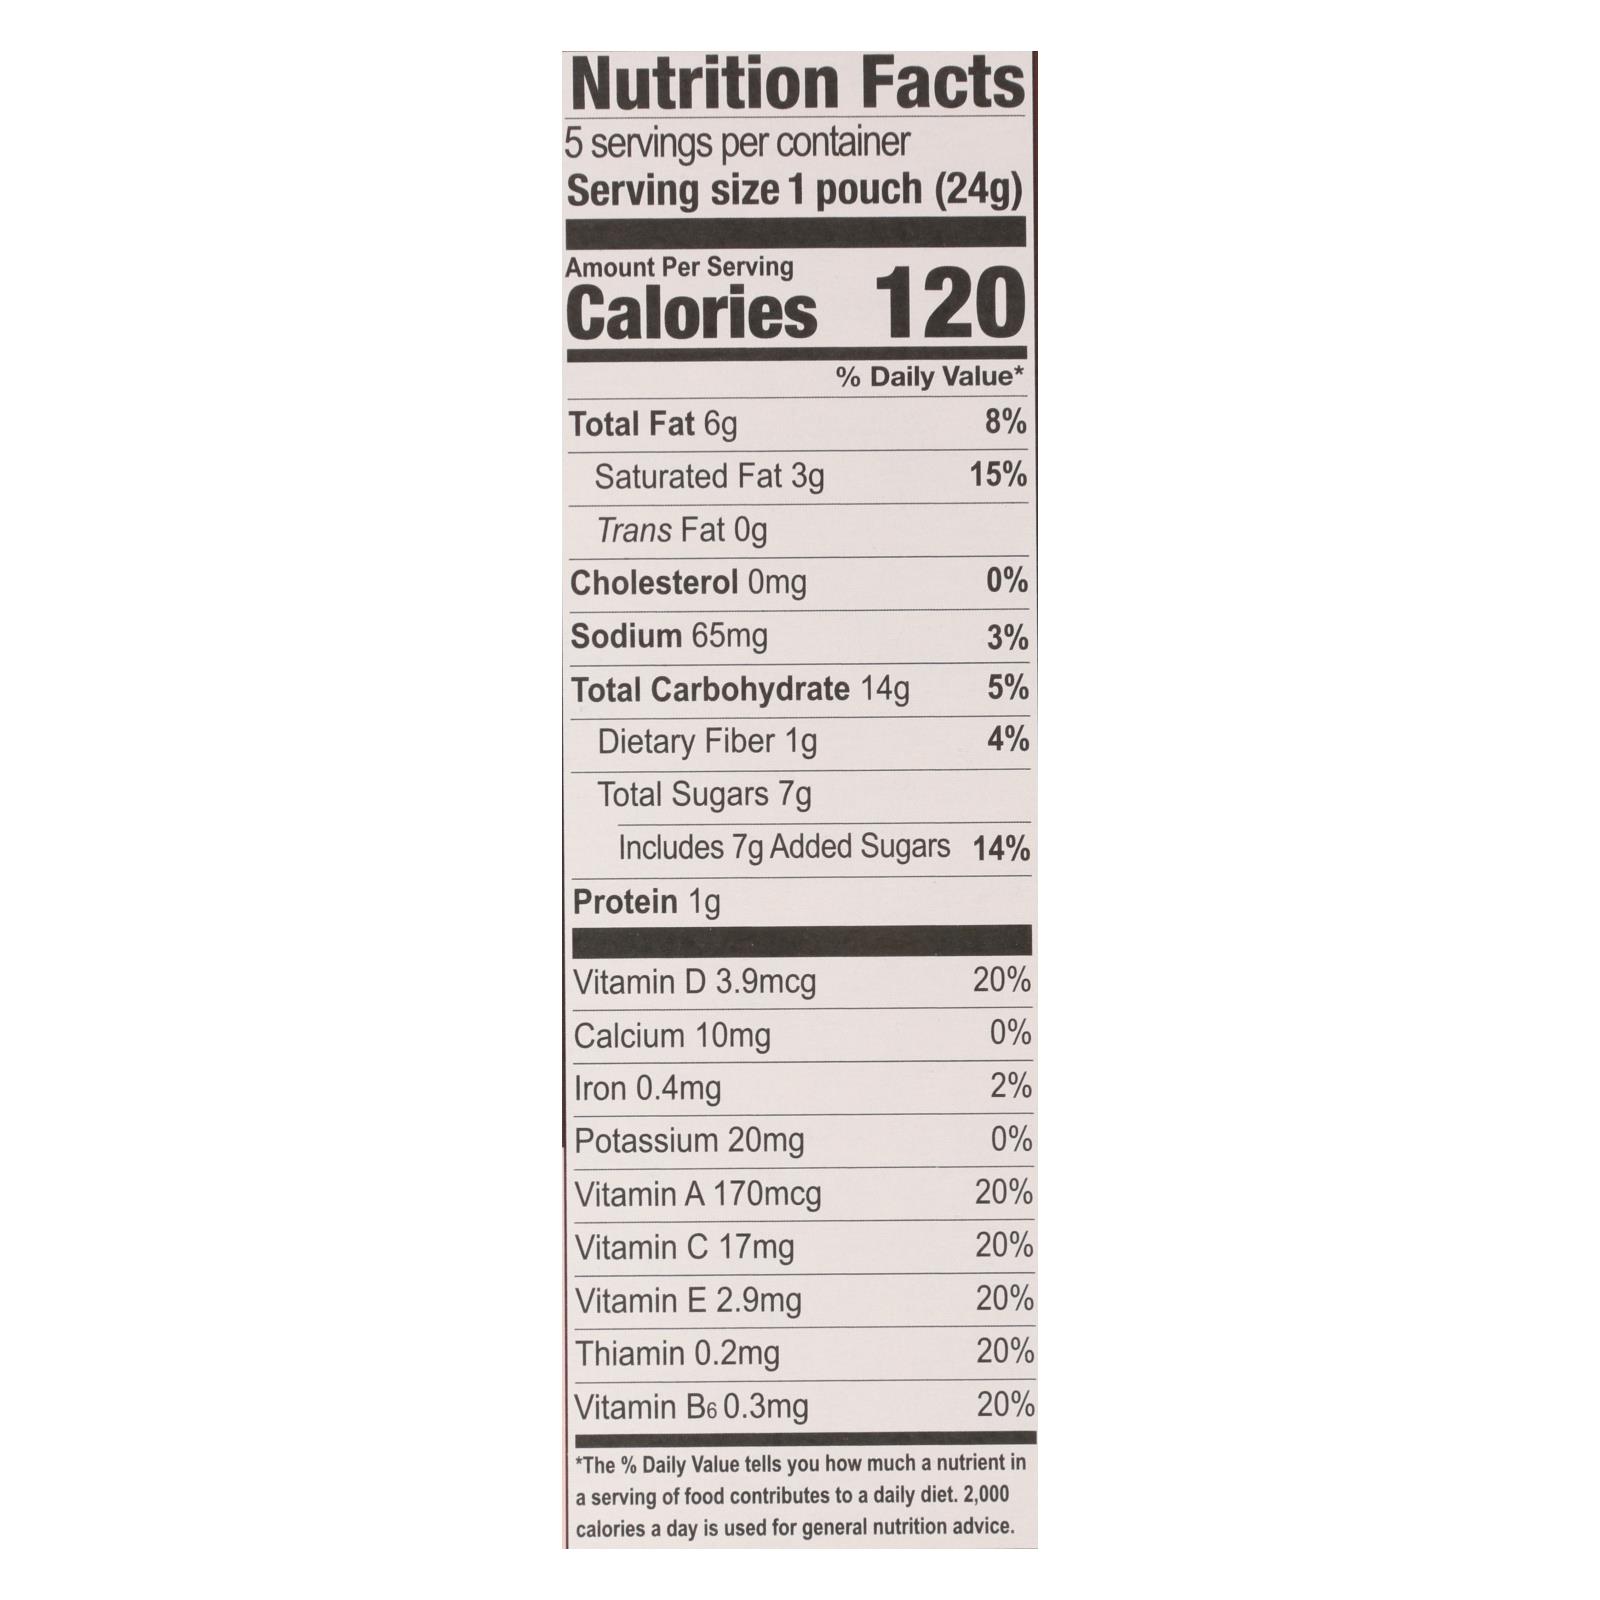 Nutrition Facts
5 servings per container
Serving size 1 pouch (24g)
Amount Per Serving
Calories 120
% Daily Value*
Total Fat 6g 8%
Saturated Fat 3g 15%
Trans Fat 0g
Cholesterol 0mg 0%
Sodium 65mg 3%
Total Carbohydrate 14g 5%
Dietary Fiber 1g 4%
Total Sugars 7g
Includes 7g Added Sugars 14%
Protein 1g
Vitamin D 3.9mcg 20%
Calcium 10mg 0%
Iron 0.4mg 2%
Potassium 20mg 0%
Vitamin A 170mcg 20%
Vitamin C 17mg 20%
Vitamin E 2.9mg 20%
Thiamin 0.2mg 20%
Vitamin B6 0.3mg 20%
*The % Daily Value tells you how much a nutrient in
a serving of food contributes to a daily diet. 2,000
calories a day is used for general nutrition advice.